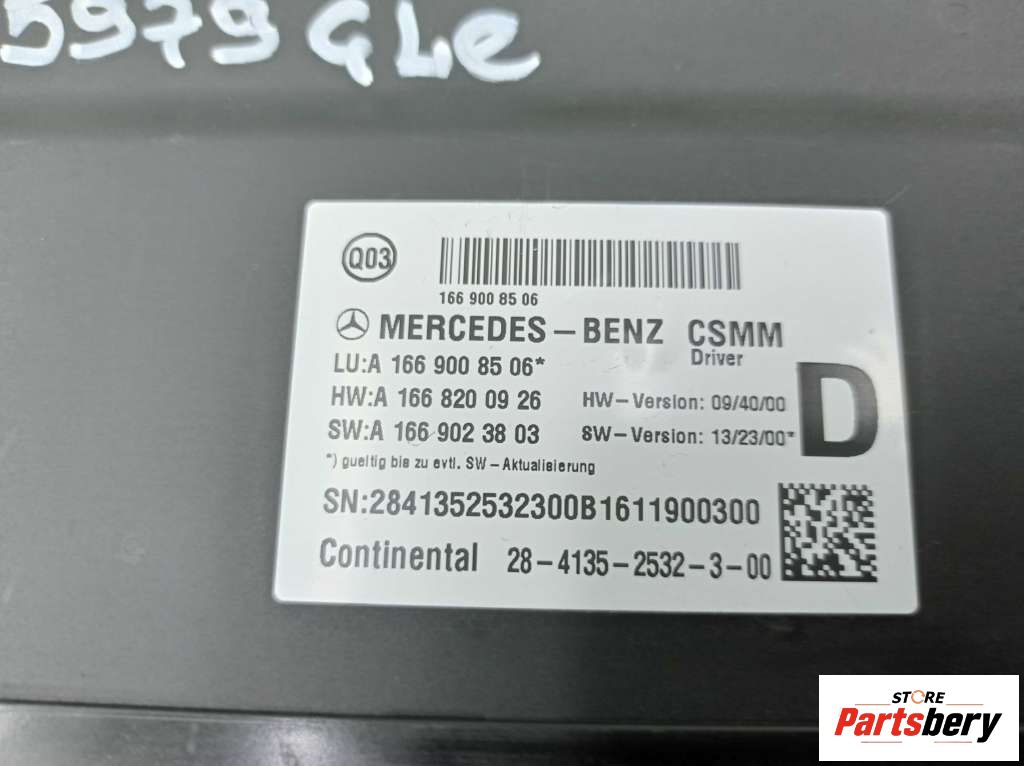 5979 GLe
Q03
166 900 85 06
MERCEDES-BENZ CSMM
Driver
LU:A 166 900 85 06*
HW:A 166 820 09 26 HW-Version: 09/40/00
SW:A 166 902 38 03 SW-Version: 13/23/00*
D
*) gueltig bis zu evtl. SW-Aktualisierung
SN:2841352532300B1611900300
Continental 28-4135-2532-3-00
STORE
Partsbery